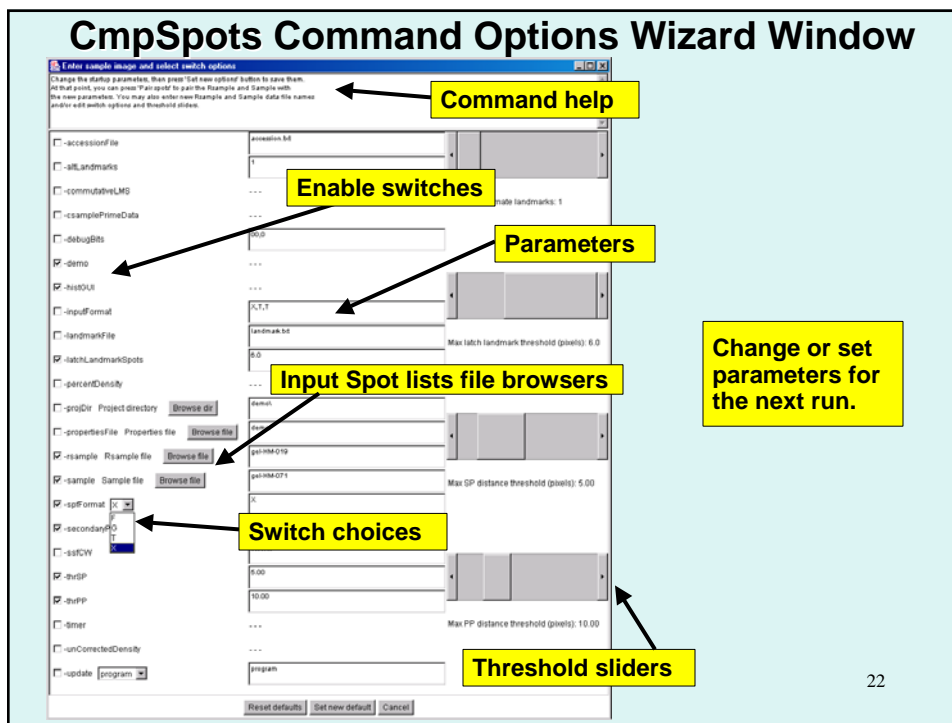 CmpSpots Command Options Wizard Window
Enter sample image and select switch options
Change the startup parameters, then press 'Set new options' button to save them.
At that point, you can press 'Pair spots' to pair the Rsample and Sample with
the new parameters. You may also enter new Rsample and Sample data file names
and/or edit switch options and threshold sliders.
Command help
-accessionFile
accession.txt
-altLandmarks
1
-commutativeLMS
- - -
Enable switches
landmarks: 1
-csamplePrimeData
- - -
-debugBits
00,0
Parameters
-demo
- - -
-histGUI
- - -
-inputFormat
X,T,T
-landmarkFile
landmark.txt
Max latch landmark threshold (pixels): 6.0
Change or set
parameters for
the next run.
-latchLandmarkSpots
6.0
-percentDensity
- - -
Input Spot lists file browsers
-projDir Project directory Browse dir
demo\
-propertiesFile Properties file Browse file
-rsample Rsample file Browse file
gel-HM-019
-sample Sample file Browse file
gel-HM-071
Max SP distance threshold (pixels): 5.00
-spfFormat X
X
F
G
T
X
Switch choices
-ssfCW
-thrSP
5.00
-thrPP
10.00
-timer
- - -
Max PP distance threshold (pixels): 10.00
-unCorrectedDensity
- - -
Threshold sliders
-update program
program
22
Reset defaults Set new default Cancel